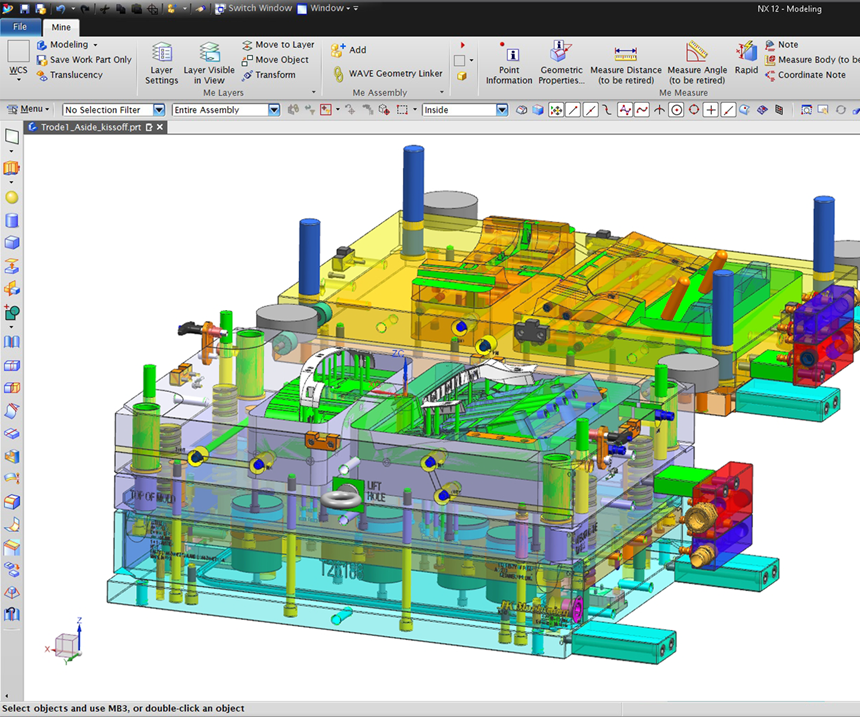 Switch Window Window NX 12 - Modeling
File Mine
Modeling
Save Work Part Only
Translucency
WCS
Layer Settings
Layer Visible in View
Move to Layer
Move Object
Transform
Me Layers
Add
WAVE Geometry Linker
Me Assembly
Point Information
Geometric Properties...
Measure Distance (to be retired)
Measure Angle (to be retired)
Rapid
Note
Measure Body (to be
Coordinate Note
Me Measure
Menu No Selection Filter Entire Assembly Inside
Trode1_Aside_kissoff.prt
ZC
LIFT
HOLE
TOP OF MOLD
Z
X
Y
Select objects and use MB3, or double-click an object